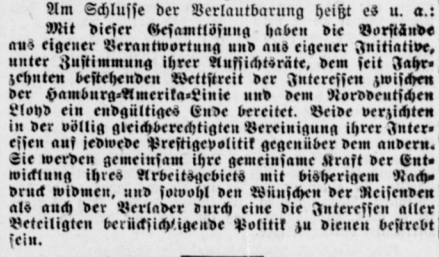 Am Schlusse der Verlautbarung heißt es u. a.:
Mit dieser Gesamtlösung haben die Vorstände
aus eigener Verantwortung und aus eigener Initiative,
unter Zustimmung ihrer Aufsichtsräte, dem seit Jahr-
zehnten bestehenden Wettstreit der Interessen zwischen
der Hamburg-Amerika-Linie und dem Norddeutschen
Lloyd ein endgültiges Ende bereitet. Beide verzichten
in der völlig gleichberechtigten Vereinigung ihrer Inter-
essen auf jedwede Prestigepolitik gegenüber dem andern.
Sie werden gemeinsam ihre gemeinsame Kraft der Ent-
wicklung ihres Arbeitsgebiets mit bisherigem Nach-
druck widmen, und sowohl den Wünschen der Reisenden
als auch der Verlader durch eine die Interessen aller
Beteiligten berücksichtigende Politik zu dienen bestrebt
sein.